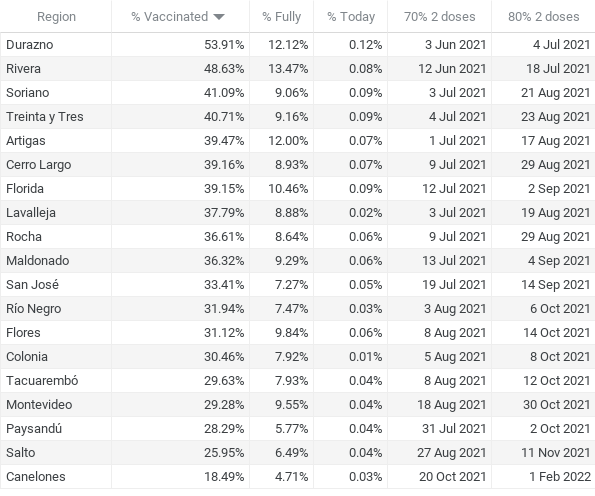 Region % Vaccinated % Fully % Today 70% 2 doses 80% 2 doses
Durazno 53.91% 12.12% 0.12% 3 Jun 2021 4 Jul 2021
Rivera 48.63% 13.47% 0.08% 12 Jun 2021 18 Jul 2021
Soriano 41.09% 9.06% 0.09% 3 Jul 2021 21 Aug 2021
Treinta y Tres 40.71% 9.16% 0.09% 4 Jul 2021 23 Aug 2021
Artigas 39.47% 12.00% 0.07% 1 Jul 2021 17 Aug 2021
Cerro Largo 39.16% 8.93% 0.07% 9 Jul 2021 29 Aug 2021
Florida 39.15% 10.46% 0.09% 12 Jul 2021 2 Sep 2021
Lavalleja 37.79% 8.88% 0.02% 3 Jul 2021 19 Aug 2021
Rocha 36.61% 8.64% 0.06% 9 Jul 2021 29 Aug 2021
Maldonado 36.32% 9.29% 0.06% 13 Jul 2021 4 Sep 2021
San José 33.41% 7.27% 0.05% 19 Jul 2021 14 Sep 2021
Río Negro 31.94% 7.47% 0.03% 3 Aug 2021 6 Oct 2021
Flores 31.12% 9.84% 0.06% 8 Aug 2021 14 Oct 2021
Colonia 30.46% 7.92% 0.01% 5 Aug 2021 8 Oct 2021
Tacuarembó 29.63% 7.93% 0.04% 8 Aug 2021 12 Oct 2021
Montevideo 29.28% 9.55% 0.04% 18 Aug 2021 30 Oct 2021
Paysandú 28.29% 5.77% 0.04% 31 Jul 2021 2 Oct 2021
Salto 25.95% 6.49% 0.04% 27 Aug 2021 11 Nov 2021
Canelones 18.49% 4.71% 0.03% 20 Oct 2021 1 Feb 2022